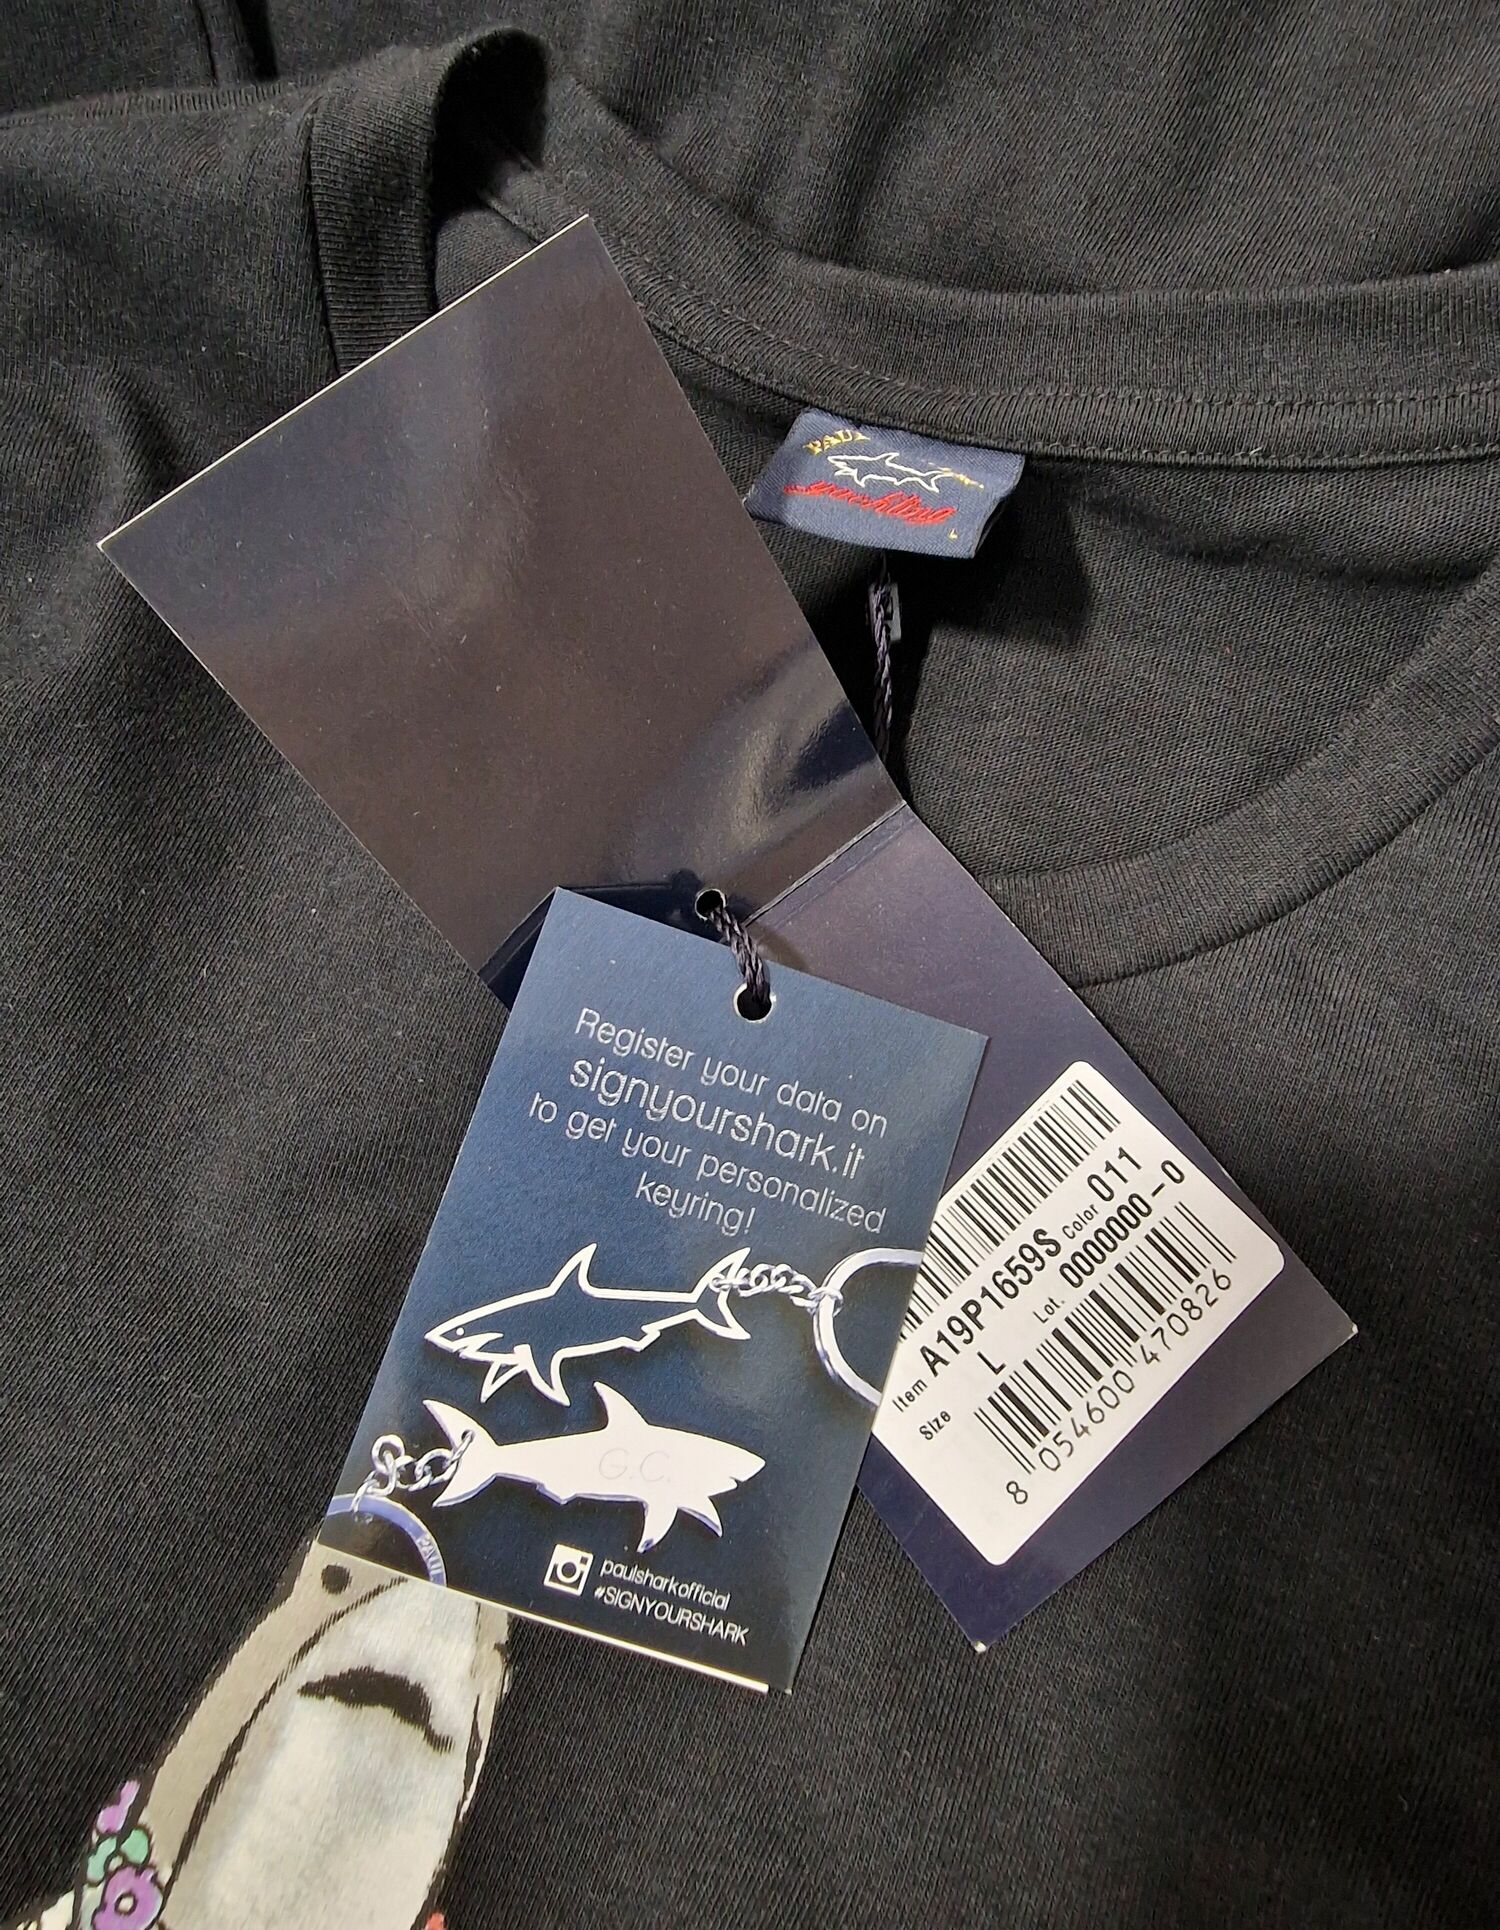 PAUL
yachting
L
Register your data on
signyourshark.it
to get your personalized
keyring!
G.C.
PAUL
paulsharkofficial
#SIGNYOURSHARK
Item A19P1659S Color 011
Size L Lot. 0000000-0
8 054600 470826